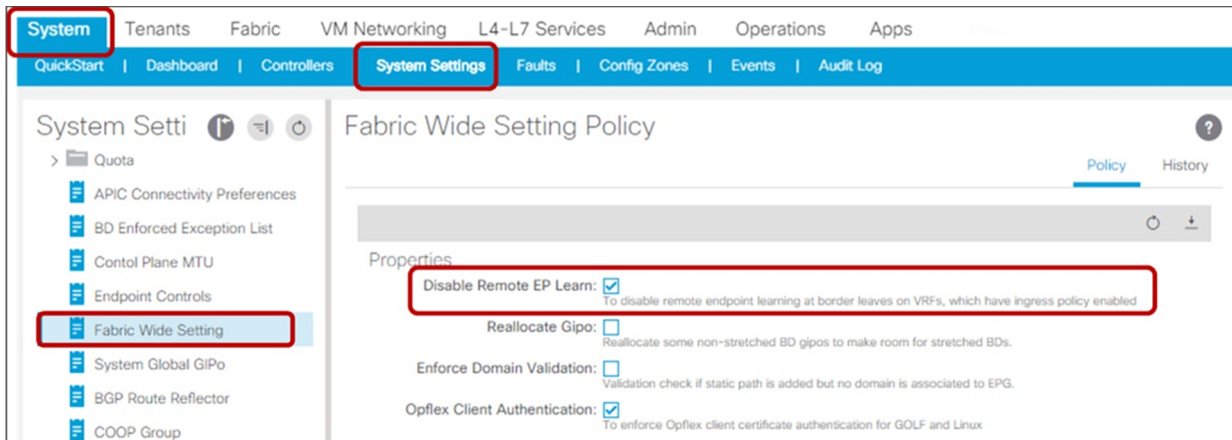 System Tenants Fabric VM Networking L4-L7 Services Admin Operations Apps
QuickStart | Dashboard | Controllers System Settings Faults | Config Zones | Events | Audit Log
System Setti
Fabric Wide Setting Policy
?
Quota
Policy History
APIC Connectivity Preferences
BD Enforced Exception List
Contol Plane MTU
Properties
Endpoint Controls
Disable Remote EP Learn:
To disable remote endpoint learning at border leaves on VRFs, which have ingress policy enabled
Fabric Wide Setting
Reallocate Gipo:
Reallocate some non-stretched BD gipos to make room for stretched BDs.
System Global GIPo
Enforce Domain Validation:
Validation check if static path is added but no domain is associated to EPG.
BGP Route Reflector
Opflex Client Authentication:
To enforce Opflex client certificate authentication for GOLF and Linux
COOP Group